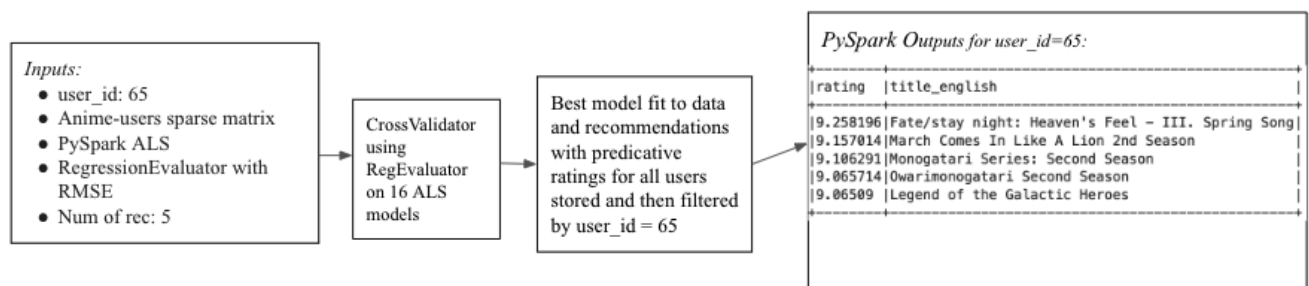 Inputs:
● user_id: 65
● Anime-users sparse matrix
● PySpark ALS
● RegressionEvaluator with
RMSE
● Num of rec: 5
CrossValidator
using
RegEvaluator
on 16 ALS
models
Best model fit to data
and recommendations
with predicative
ratings for all users
stored and then filtered
by user_id = 65
PySpark Outputs for user_id=65:
|rating |title_english |
|9.258196|Fate/stay night: Heaven's Feel - III. Spring Song|
|9.157014|March Comes In Like A Lion 2nd Season |
|9.106291|Monogatari Series: Second Season |
|9.065714|Owarimonogatari Second Season |
|9.06509 |Legend of the Galactic Heroes |